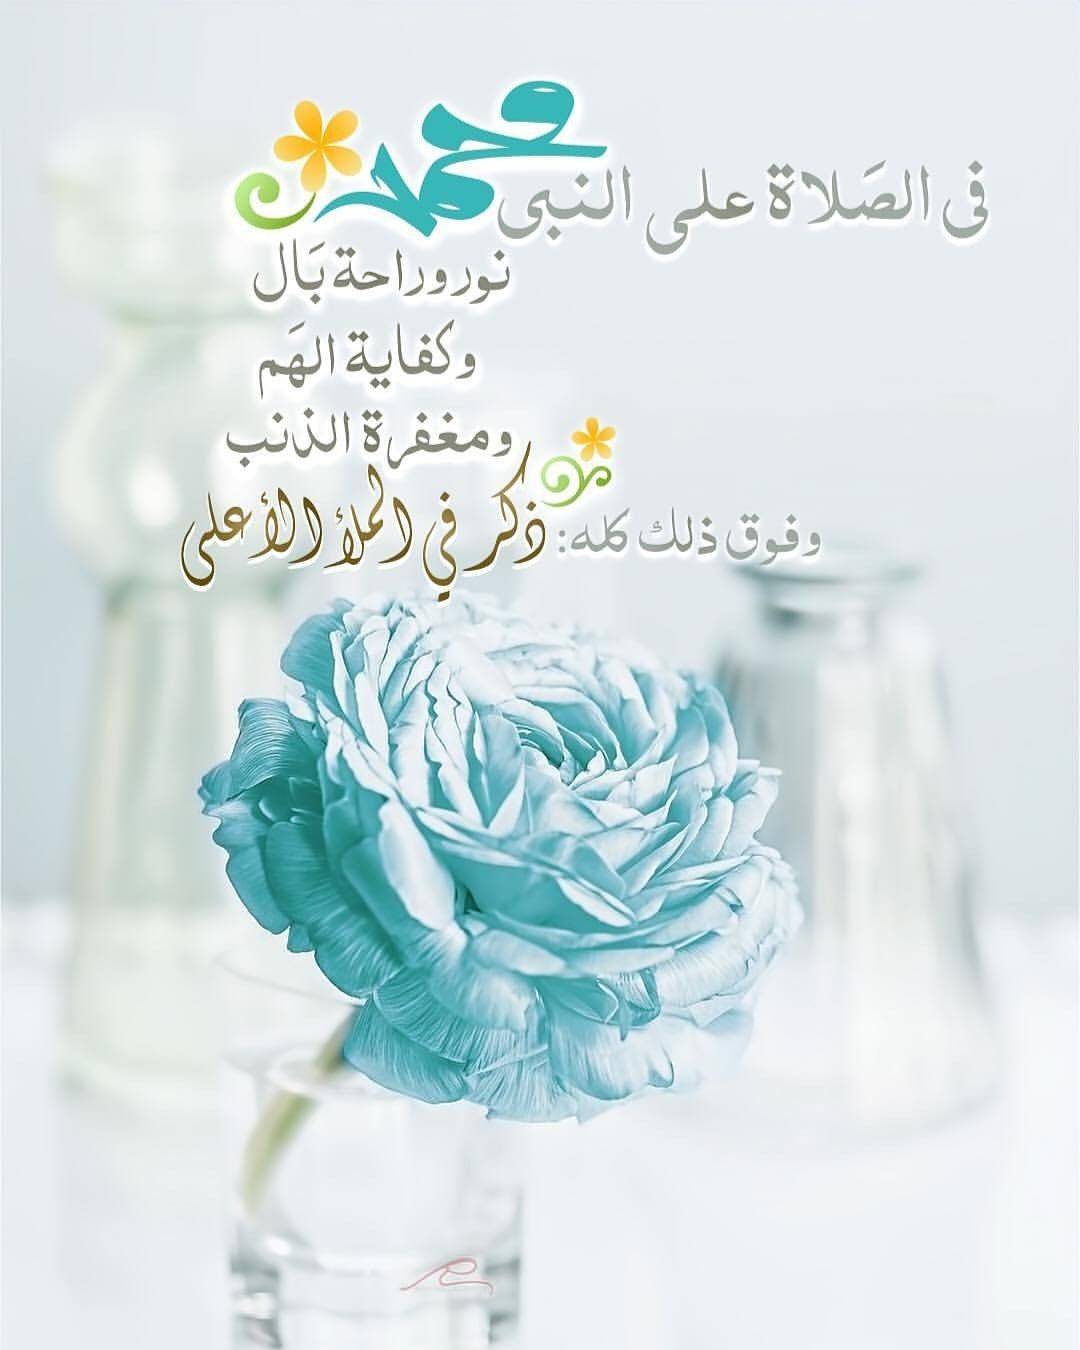 فى الصَلاة على النبى محمد
نور وراحة بَال
وكفاية الهَم
ومغفرة الذنب
وفوق ذلك كله: ذكر في الملأ الأعلى